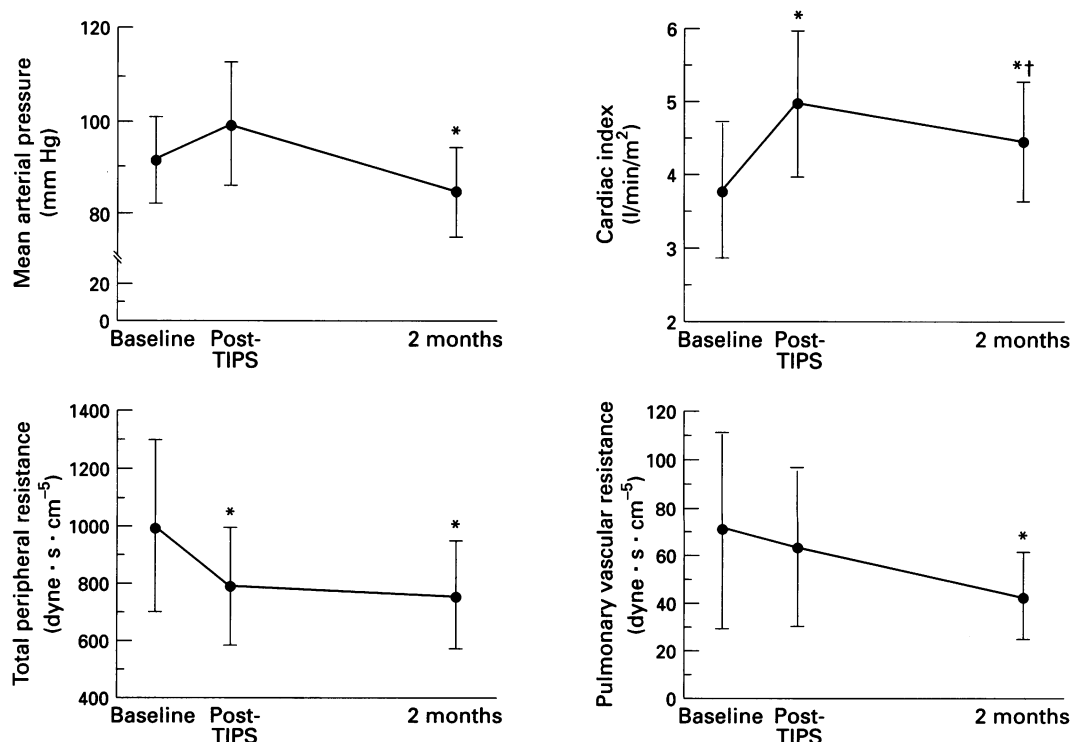 Mean arterial pressure
(mm Hg)
120
100
80
20
0
*
Baseline
Post-
TIPS
2 months
Cardiac index
(l/min/m²)
6
5
4
3
2
*
*†
Baseline
Post-
TIPS
2 months
Total peripheral resistance
(dyne · s · cm⁻⁵)
1400
1200
1000
800
600
400
*
*
Baseline
Post-
TIPS
2 months
Pulmonary vascular resistance
(dyne · s · cm⁻⁵)
120
100
80
60
40
20
0
*
Baseline
Post-
TIPS
2 months